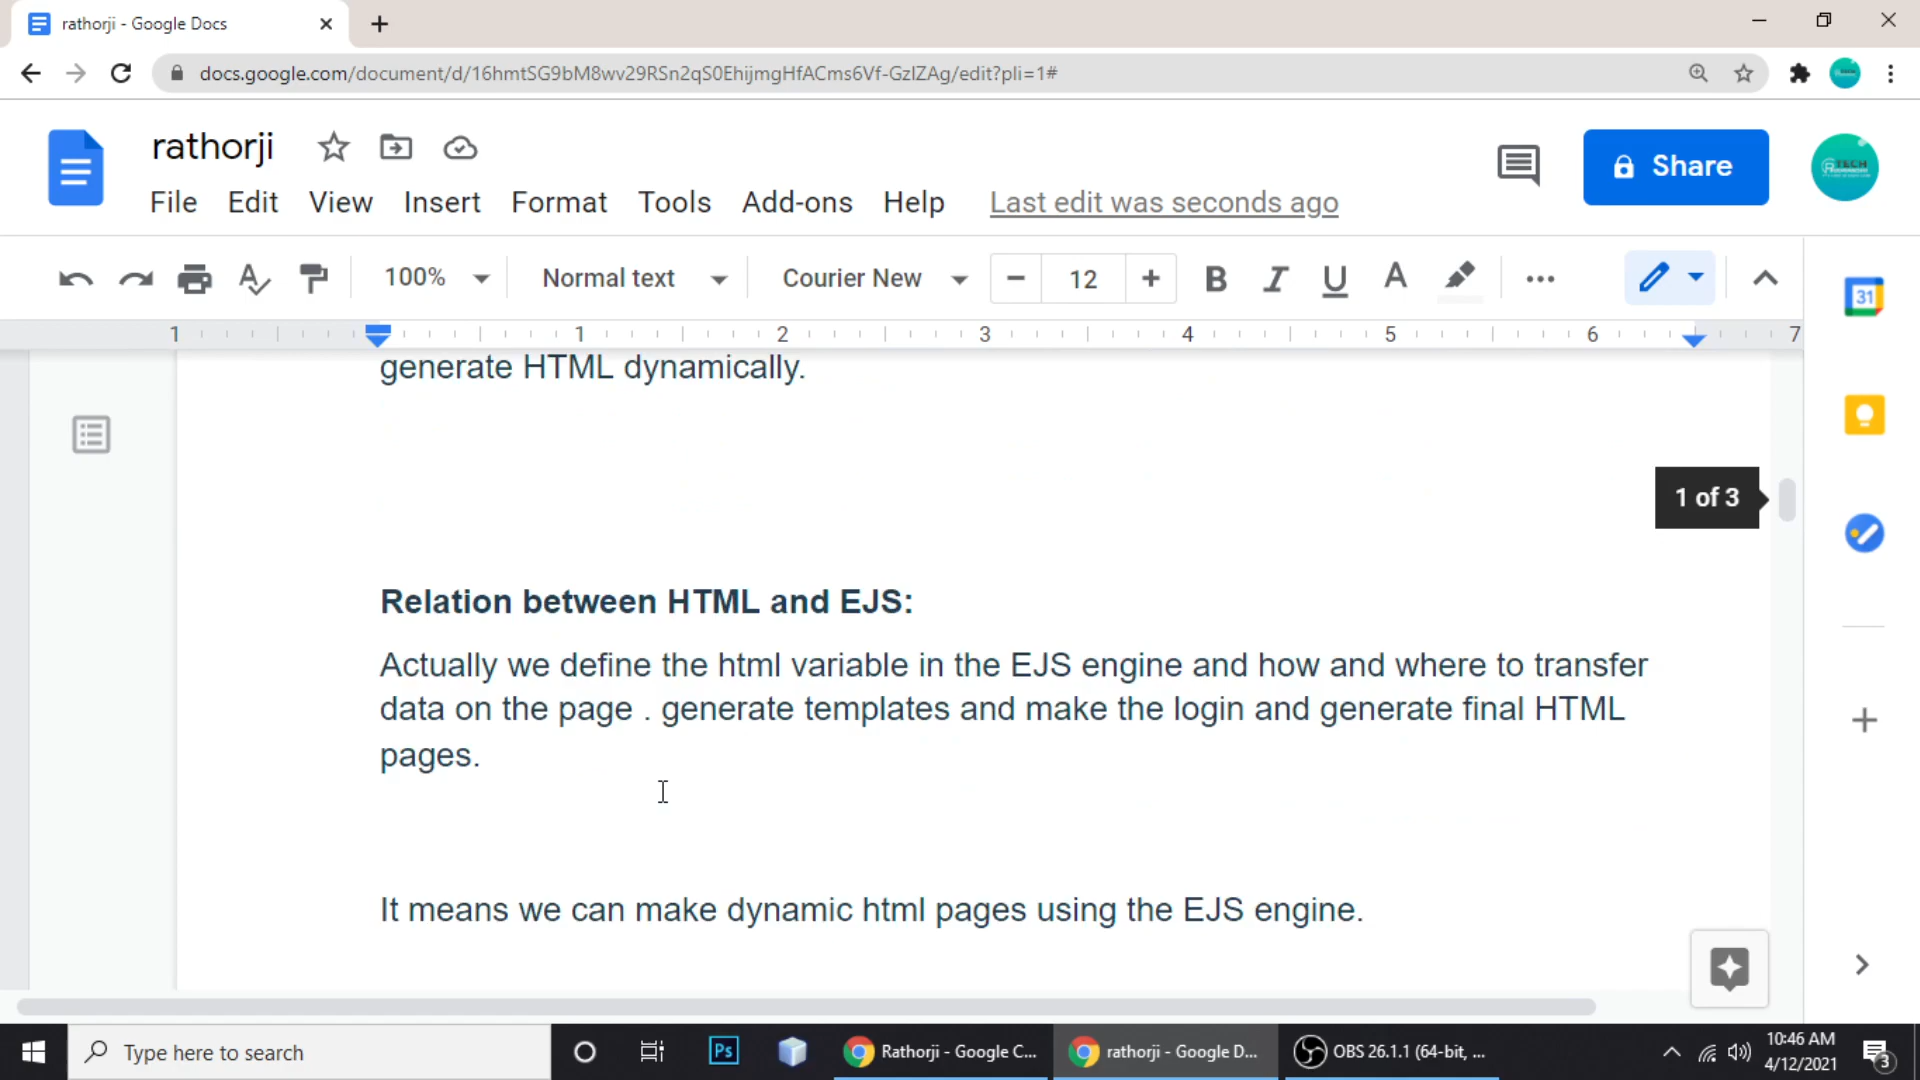 rathorji - Google Docs
docs.google.com/document/d/16hmtSG9bM8wv29RSn2qS0EhijmgHfACms6Vf-GzIZAg/edit?pli=1#
rathorji
File Edit View Insert Format Tools Add-ons Help Last edit was seconds ago
Share
TECH
100% Normal text Courier New 12 B I U A
1 1 2 3 4 5 6 7
31
generate HTML dynamically.
1 of 3
Relation between HTML and EJS:
Actually we define the html variable in the EJS engine and how and where to transfer
data on the page . generate templates and make the login and generate final HTML
pages.
It means we can make dynamic html pages using the EJS engine.
Type here to search
Ps
Rathorji - Google C...
rathorji - Google D...
OBS 26.1.1 (64-bit, ...
10:46 AM
4/12/2021
3